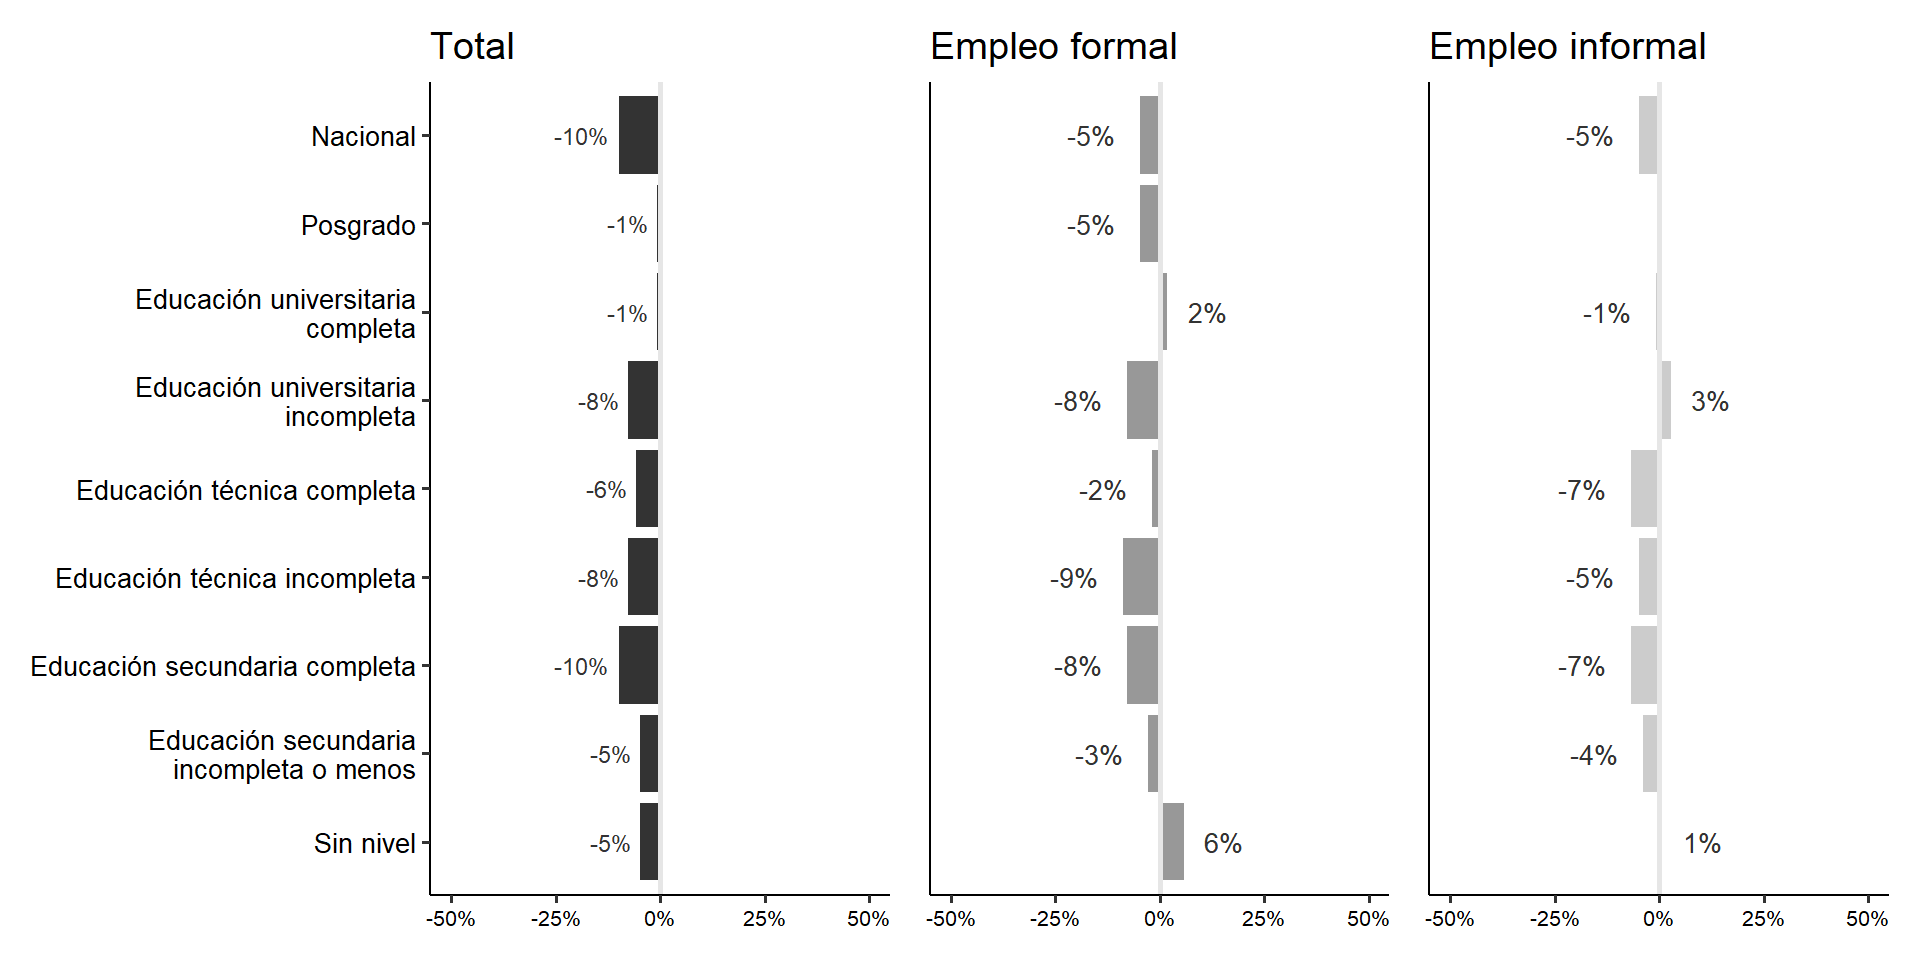 Total
Empleo formal
Empleo informal
Nacional
-10%
-5%
-5%
Posgrado
-1%
-5%
Educación universitaria
completa
-1%
2%
-1%
Educación universitaria
incompleta
-8%
-8%
3%
Educación técnica completa
-6%
-2%
-7%
Educación técnica incompleta
-8%
-9%
-5%
Educación secundaria completa
-10%
-8%
-7%
Educación secundaria
incompleta o menos
-5%
-3%
-4%
Sin nivel
-5%
6%
1%
-50% -25% 0% 25% 50%
-50% -25% 0% 25% 50%
-50% -25% 0% 25% 50%